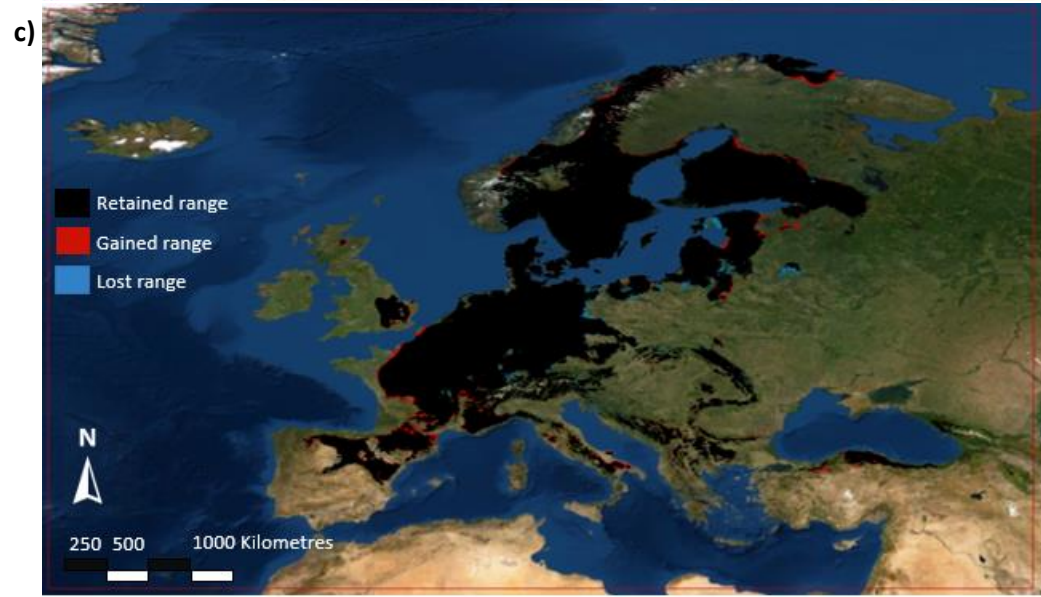 c)
Retained range
Gained range
Lost range
N
250 500 1000 Kilometres